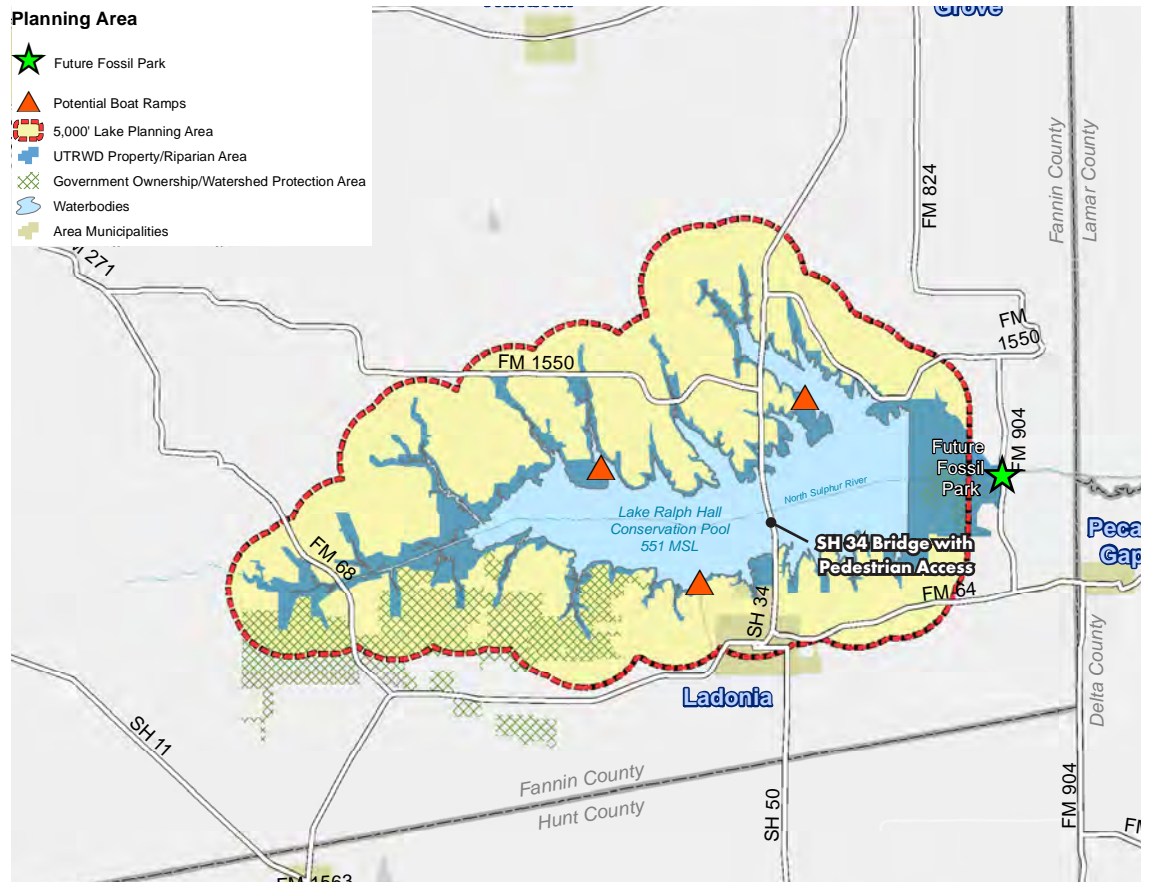 Planning Area
Future Fossil Park
Potential Boat Ramps
5,000' Lake Planning Area
UTRWD Property/Riparian Area
Government Ownership/Watershed Protection Area
Waterbodies
Area Municipalities
Grove
FM 824
Fannin County
Lamar County
271
FM
1550
FM 1550
FM 904
Future
Fossil
Park
North Sulphur River
Lake Ralph Hall
Conservation Pool
551 MSL
SH 34 Bridge with
Pedestrian Access
Peca
Gap
FM 68
FM 64
SH 34
Ladonia
Delta County
SH 11
Fannin County
Hunt County
SH 50
FM 904
FM 1563